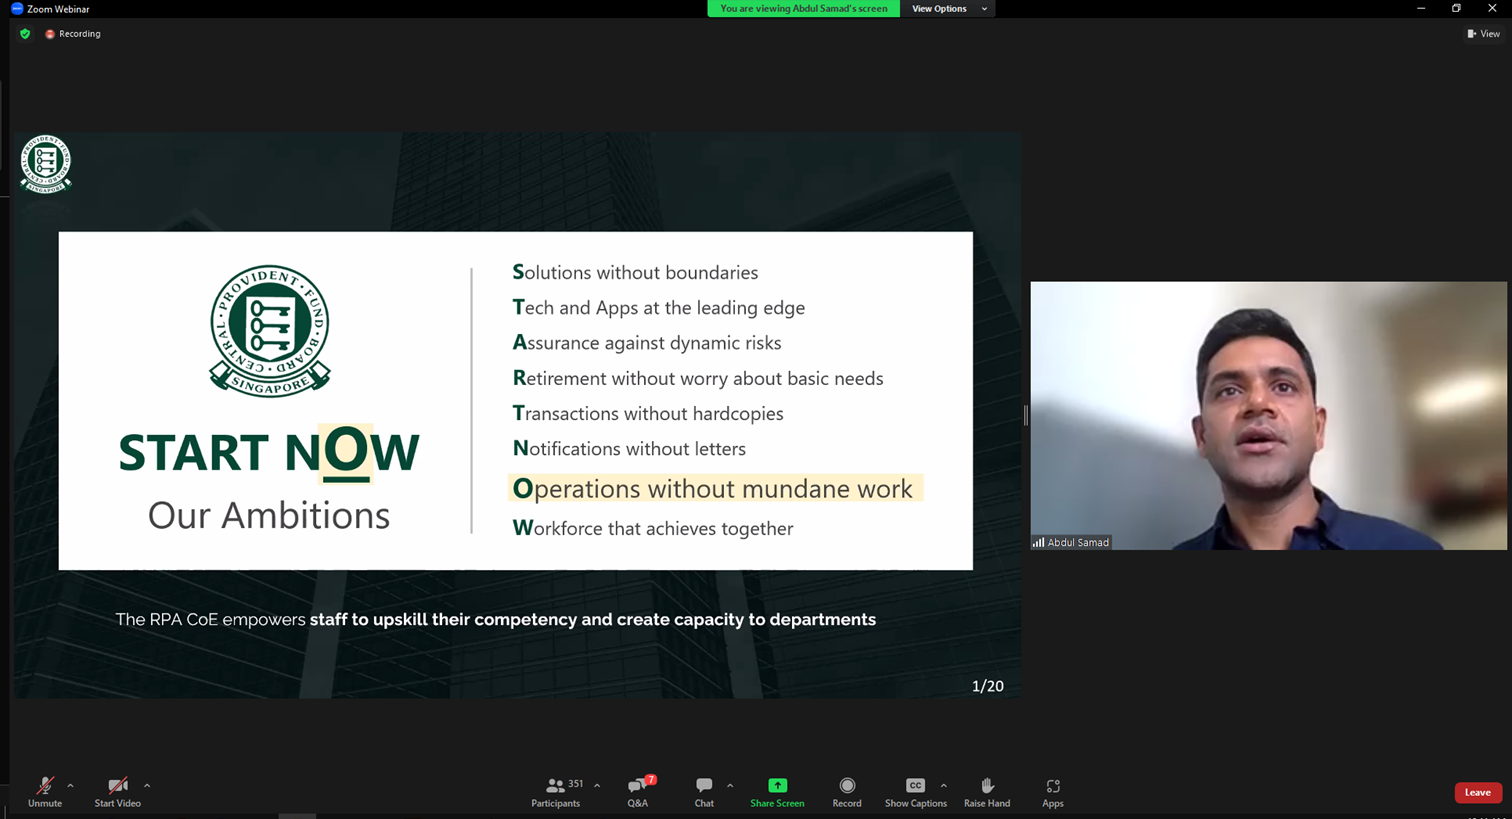 Zoom Webinar
You are viewing Abdul Samad's screen
View Options
Recording
View
CENTRAL · PROVIDENT · FUND · BOARD
SINGAPORE
CENTRAL · PROVIDENT · FUND · BOARD
SINGAPORE
START NOW
Our Ambitions
Solutions without boundaries
Tech and Apps at the leading edge
Assurance against dynamic risks
Retirement without worry about basic needs
Transactions without hardcopies
Notifications without letters
Operations without mundane work
Workforce that achieves together
The RPA CoE empowers staff to upskill their competency and create capacity to departments
1/20
Abdul Samad
Unmute
Start Video
351
Participants
7
Q&A
Chat
Share Screen
Record
CC
Show Captions
Raise Hand
Apps
Leave